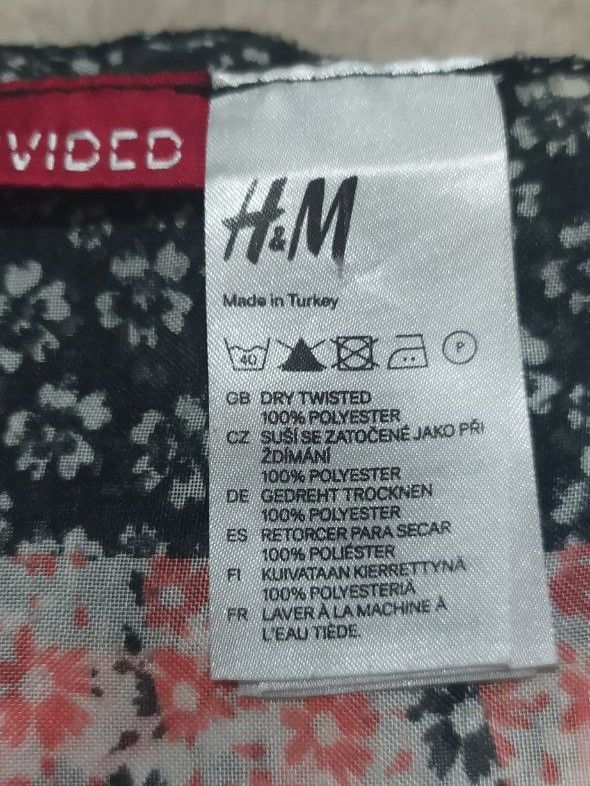 VIDED
H&M
Made in Turkey
40 P
GB DRY TWISTED
100% POLYESTER
CZ SUŠÍ SE ZATOČENÉ JAKO PŘI
ŽDÍMÁNÍ
100% POLYESTER
DE GEDREHT TROCKNEN
100% POLYESTER
ES RETORCER PARA SECAR
100% POLIÉSTER
FI KUIVATAAN KIERRETTYNÄ
100% POLYESTERIÄ
FR LAVER À LA MACHINE À
L'EAU TIÈDE.